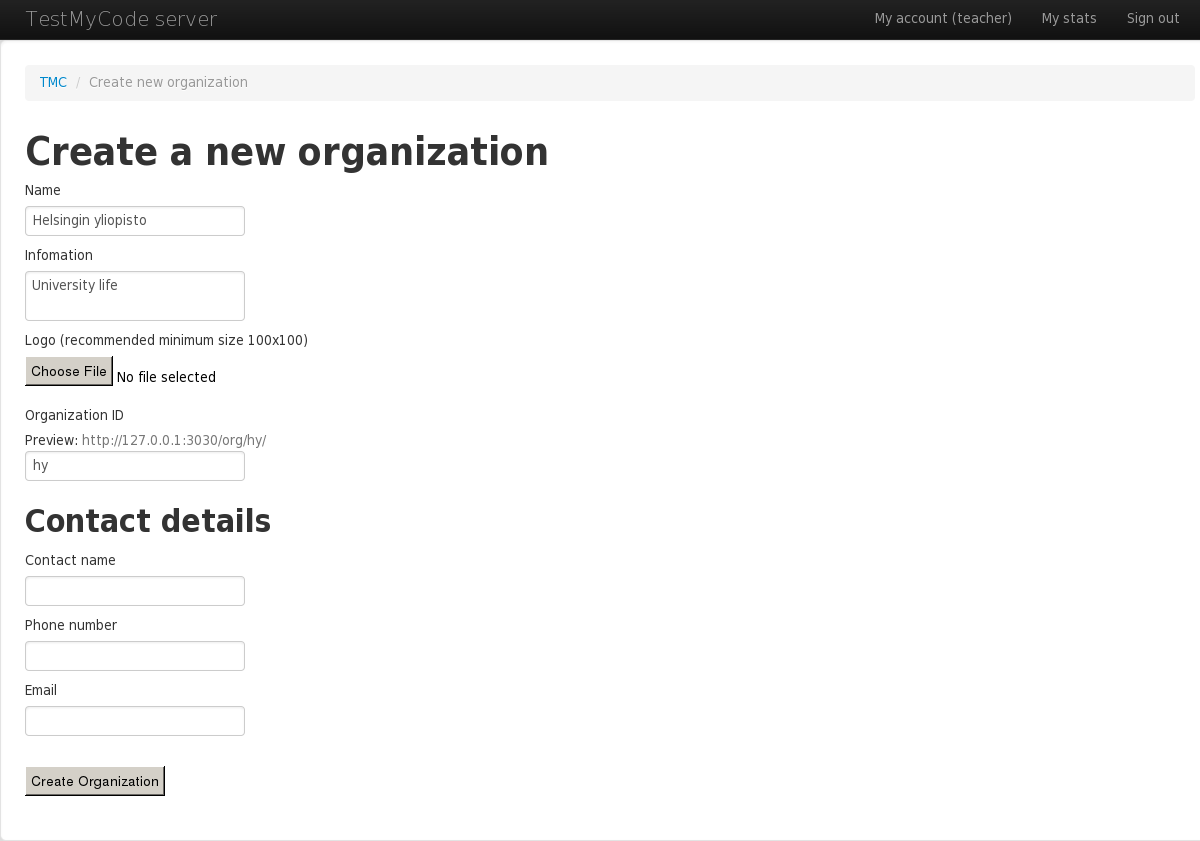 TestMyCode server My account (teacher) My stats Sign out
TMC / Create new organization
Create a new organization
Name
Helsingin yliopisto
Infomation
University life
Logo (recommended minimum size 100x100)
Choose File No file selected
Organization ID
Preview: http://127.0.0.1:3030/org/hy/
hy
Contact details
Contact name
Phone number
Email
Create Organization